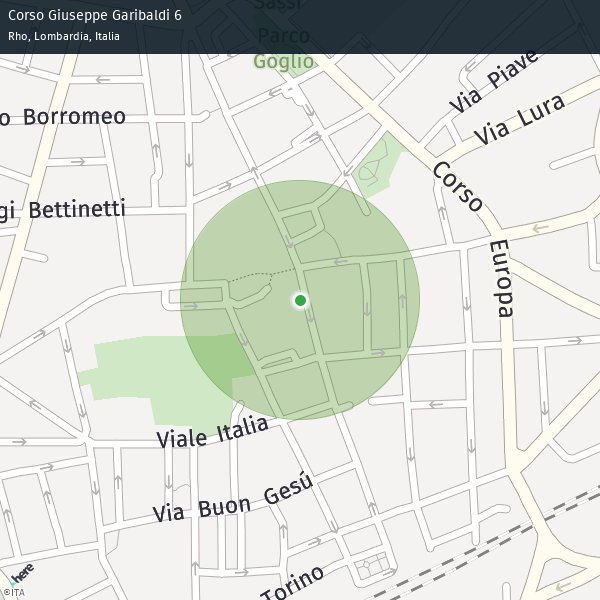 Corso Giuseppe Garibaldi 6
Rho, Lombardia, Italia
Sassi
Parco
Goglio
Via Piave
o Borromeo
Via Lura
Corso
Europa
gi Bettinetti
Viale Italia
Via Buon Gesú
Torino
here
©ITA